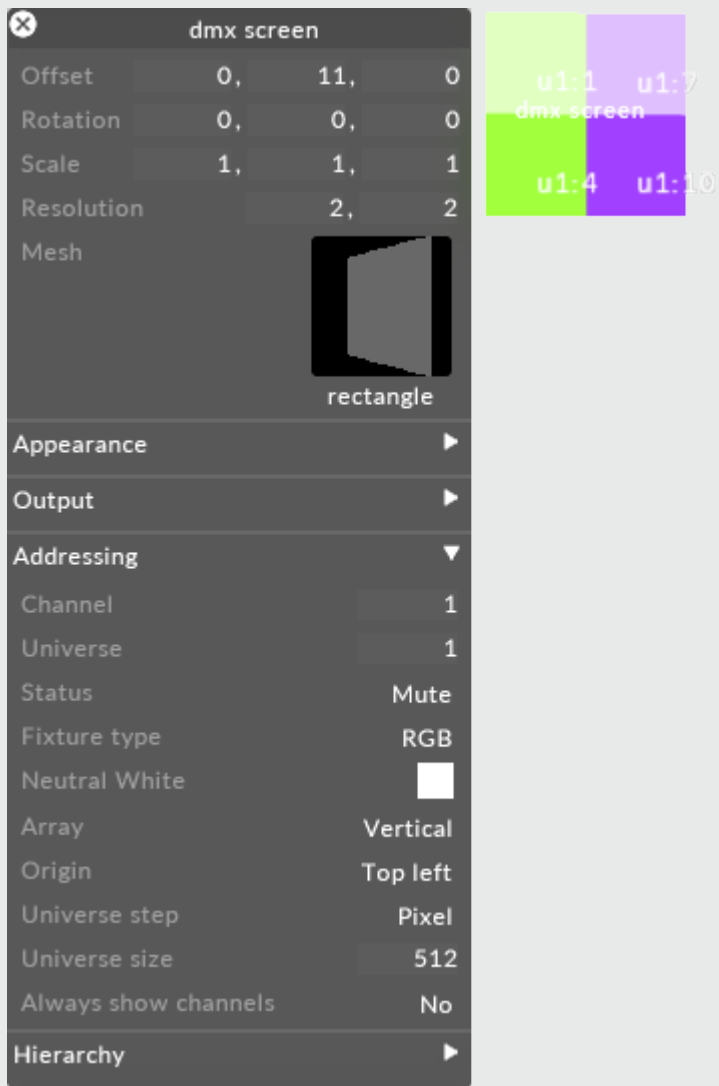 dmx screen
Offset 0, 11, 0
Rotation 0, 0, 0
Scale 1, 1, 1
Resolution 2, 2
Mesh
rectangle
Appearance
Output
Addressing
Channel 1
Universe 1
Status Mute
Fixture type RGB
Neutral White
Array Vertical
Origin Top left
Universe step Pixel
Universe size 512
Always show channels No
Hierarchy
u1:1 u1:7
dmx screen
u1:4 u1:10